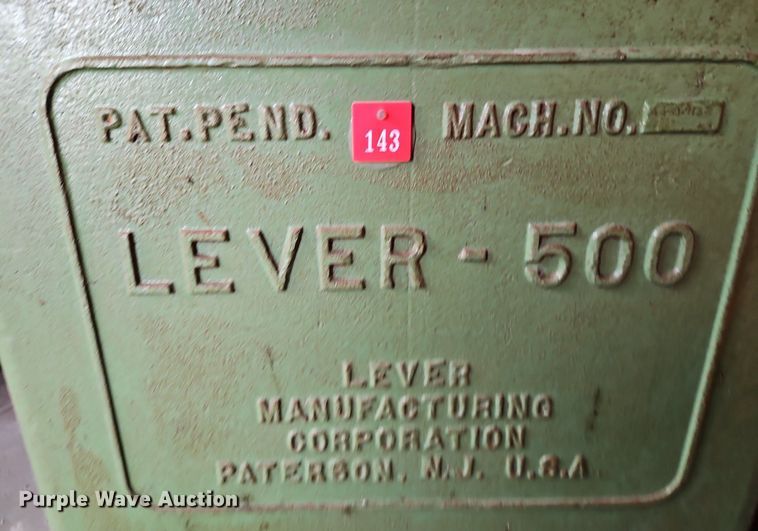 PAT. PEND. 143 MACH. NO.
LEVER - 500
LEVER
MANUFACTURING
CORPORATION
PATERSON, N.J. U.S.A
Purple Wave Auction